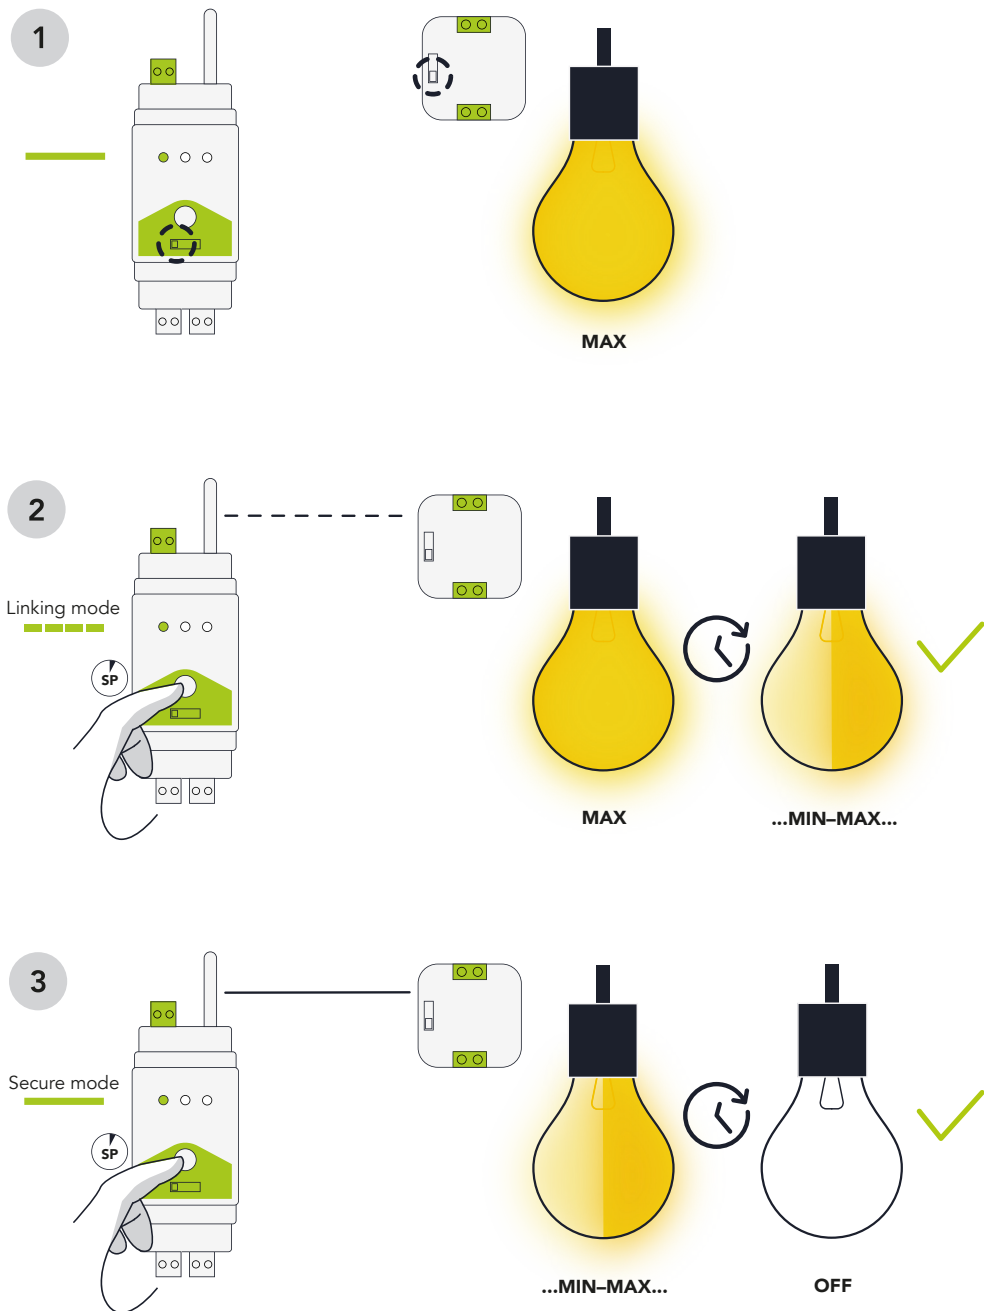 1
MAX
2
Linking mode
SP
MAX
...MIN–MAX...
3
Secure mode
SP
...MIN–MAX...
OFF